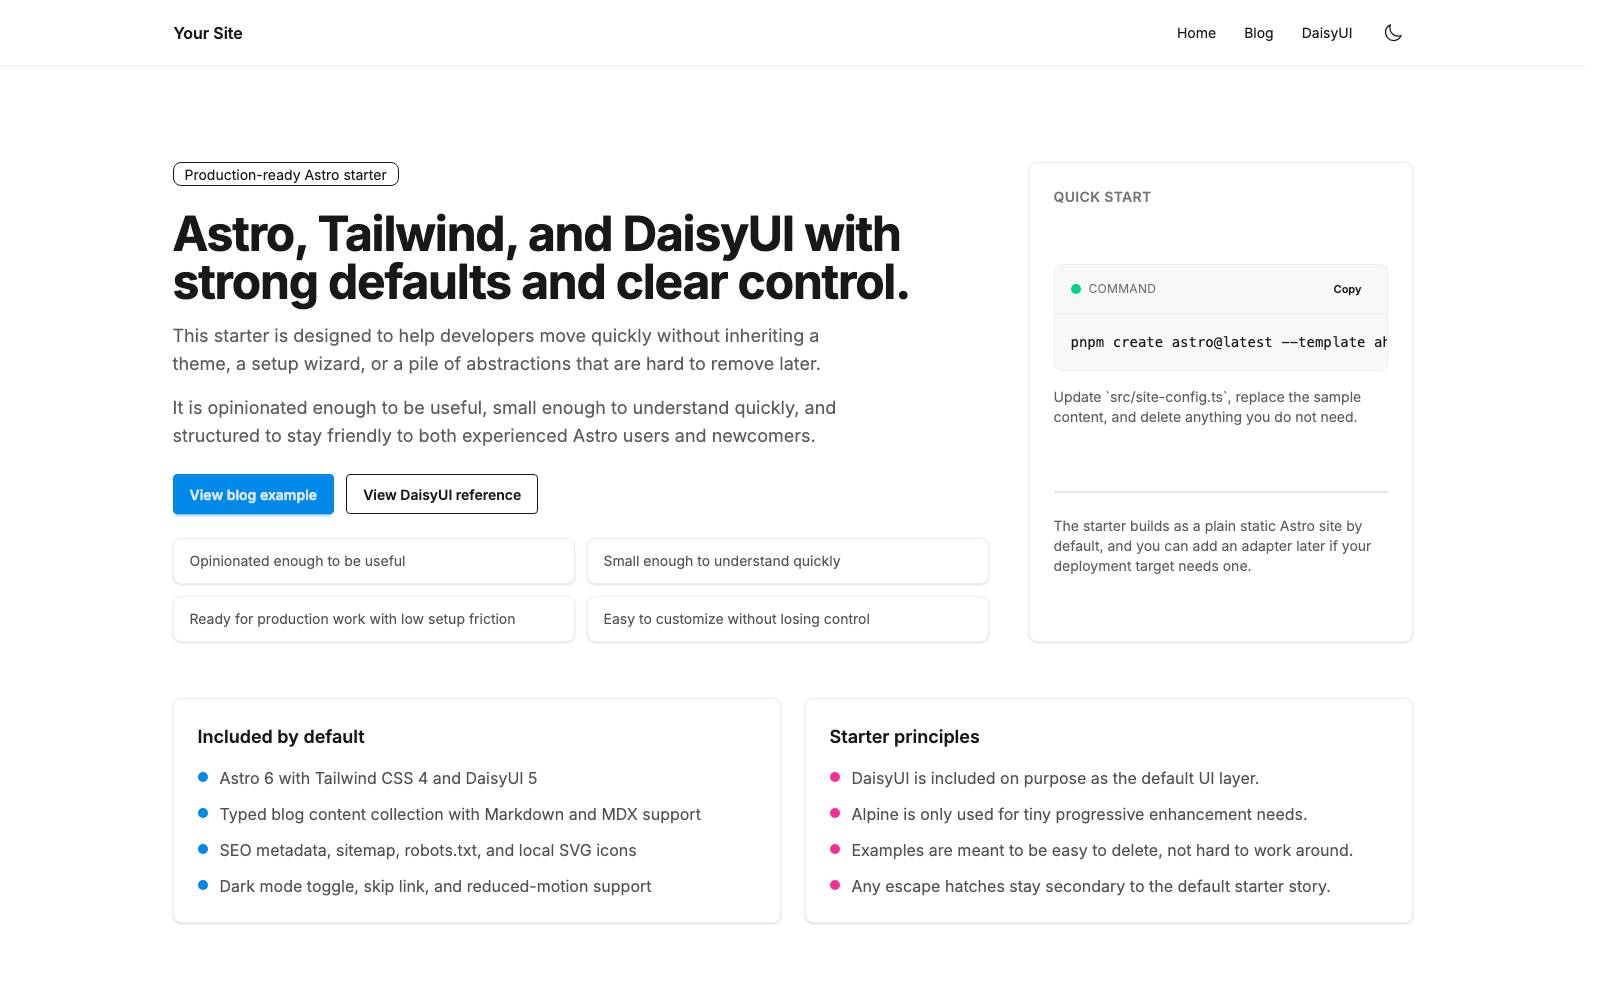 Your Site
Home
Blog
DaisyUI
Production-ready Astro starter
Astro, Tailwind, and DaisyUI with
strong defaults and clear control.
This starter is designed to help developers move quickly without inheriting a
theme, a setup wizard, or a pile of abstractions that are hard to remove later.
It is opinionated enough to be useful, small enough to understand quickly, and
structured to stay friendly to both experienced Astro users and newcomers.
View blog example
View DaisyUI reference
Opinionated enough to be useful
Small enough to understand quickly
Ready for production work with low setup friction
Easy to customize without losing control
QUICK START
COMMAND
Copy
pnpm create astro@latest --template
Update `src/site-config.ts`, replace the sample
content, and delete anything you do not need.
The starter builds as a plain static Astro site by
default, and you can add an adapter later if your
deployment target needs one.
Included by default
Astro 6 with Tailwind CSS 4 and DaisyUI 5
Typed blog content collection with Markdown and MDX support
SEO metadata, sitemap, robots.txt, and local SVG icons
Dark mode toggle, skip link, and reduced-motion support
Starter principles
DaisyUI is included on purpose as the default UI layer.
Alpine is only used for tiny progressive enhancement needs.
Examples are meant to be easy to delete, not hard to work around.
Any escape hatches stay secondary to the default starter story.